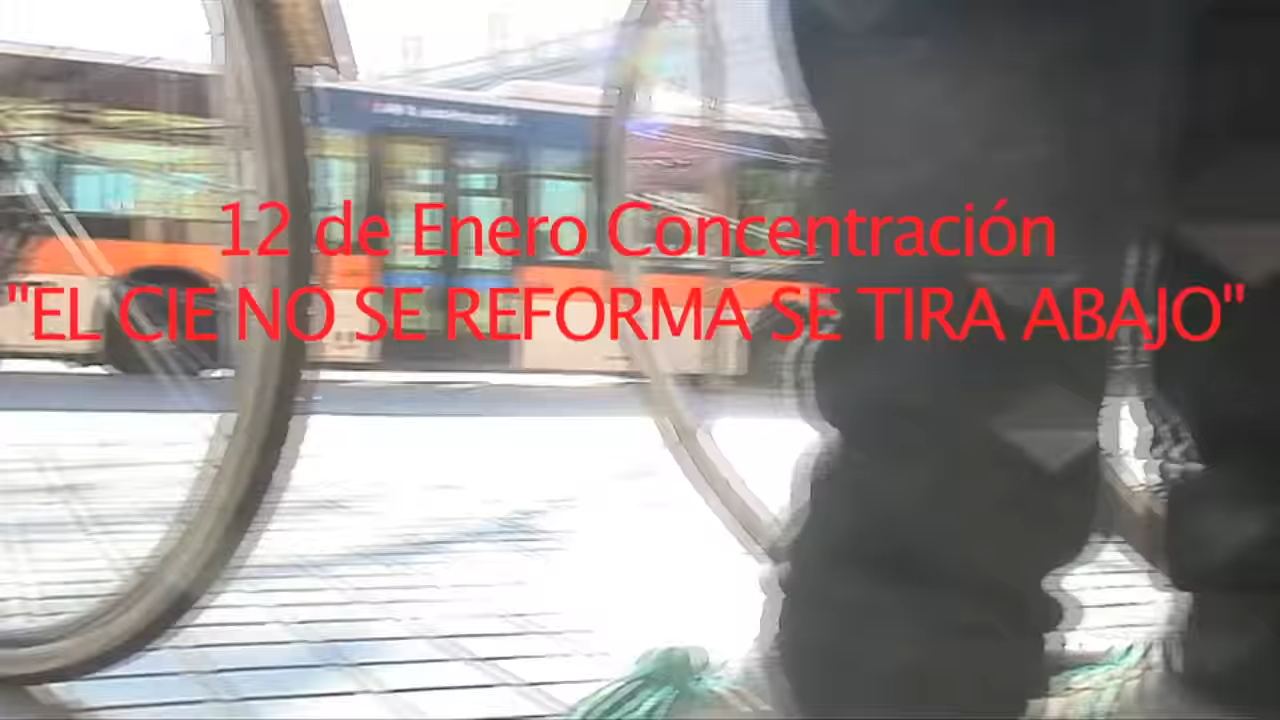 12 de Enero Concentración
"EL CIE NO SE REFORMA SE TIRA ABAJO"